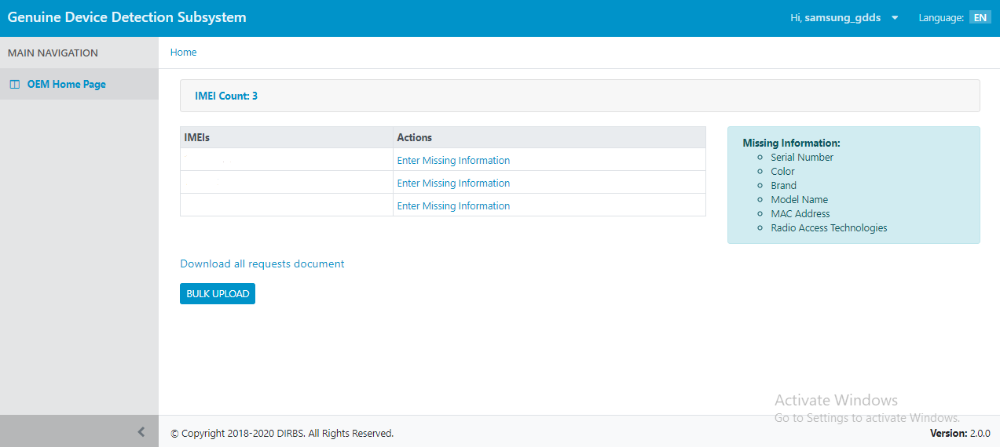 Genuine Device Detection Subsystem
Hi, samsung_gdds
Language: EN
MAIN NAVIGATION
Home
OEM Home Page
IMEI Count: 3
IMEIs Actions
Enter Missing Information
Enter Missing Information
Enter Missing Information
Missing Information:
Serial Number
Color
Brand
Model Name
MAC Address
Radio Access Technologies
Download all requests document
BULK UPLOAD
Activate Windows
Go to Settings to activate Windows.
© Copyright 2018-2020 DIRBS. All Rights Reserved.
Version: 2.0.0